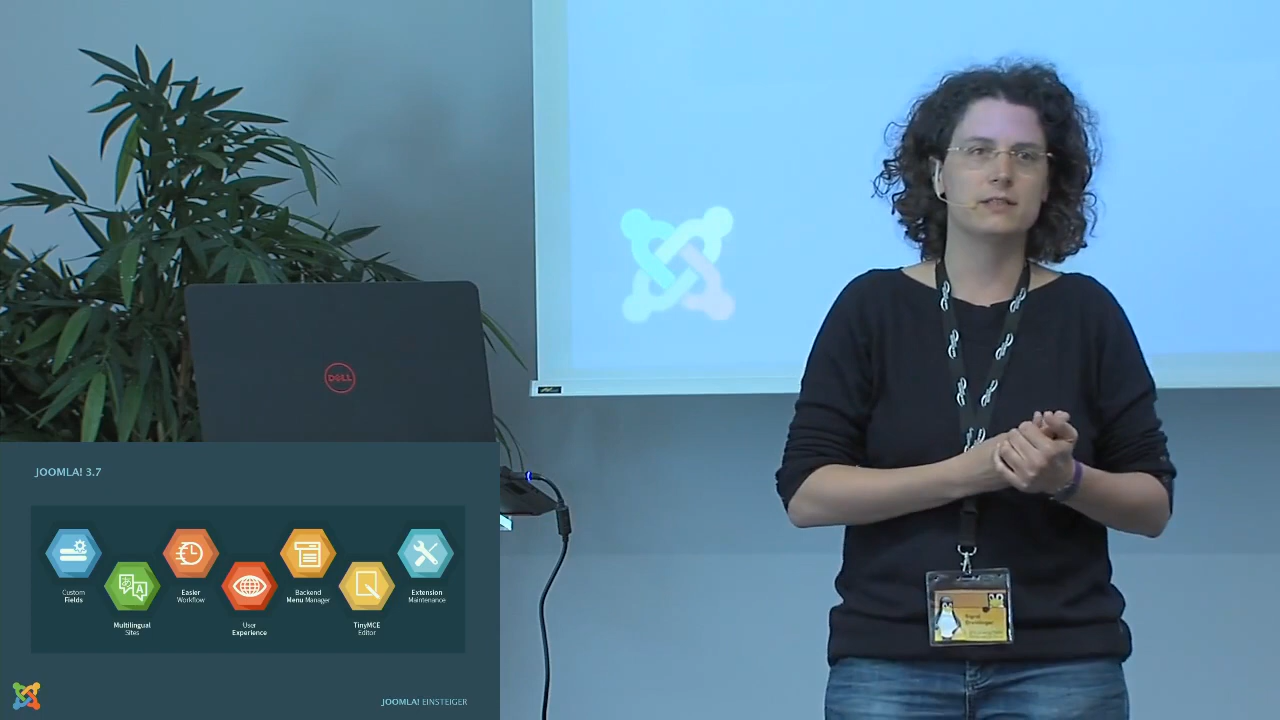 DELL
JOOMLA! 3.7
Custom
Fields
Multilingual
Sites
Easier
Workflow
User
Experience
Backend
Menu Manager
TinyMCE
Editor
Extension
Maintenance
JOOMLA! EINSTEIGER